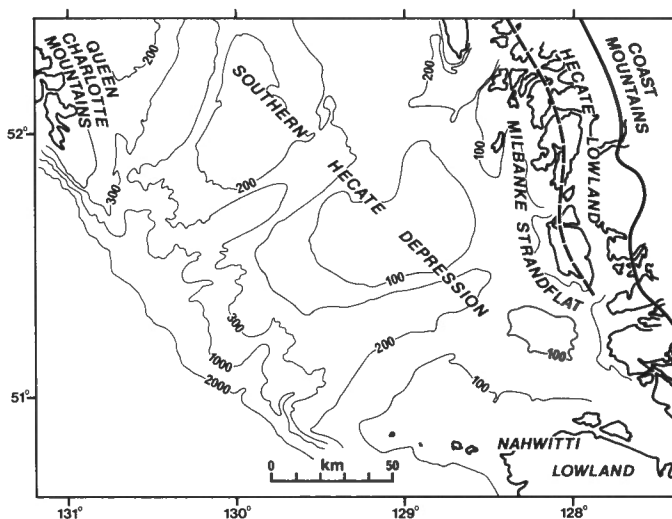 QUEEN
CHARLOTTE
MOUNTAINS
200
SOUTHERN
HECATE
DEPRESSION
200
HECATE
LOWLAND
COAST
MOUNTAINS
MILBANKE STRANDFLAT
52°
300
200
100
100
300
200
100
1000
2000
51°
100
NAHWITTI
LOWLAND
0 km 50
131° 130° 129° 128°